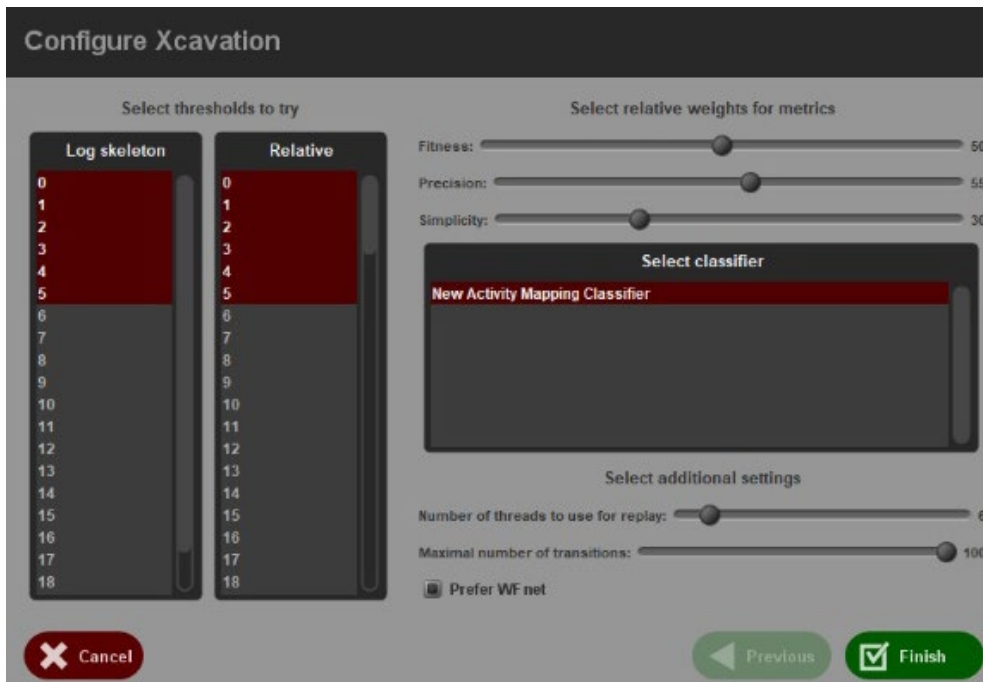 Configure Xcavation
Select thresholds to try
Log skeleton
0
1
2
3
4
5
6
7
8
9
10
11
12
13
14
15
16
17
18
Relative
0
1
2
3
4
5
6
7
8
9
10
11
12
13
14
15
16
17
18
Select relative weights for metrics
Fitness: 50
Precision: 55
Simplicity: 30
Select classifier
New Activity Mapping Classifier
Select additional settings
Number of threads to use for replay: 6
Maximal number of transitions: 100
Prefer WF net
Cancel
Previous
Finish